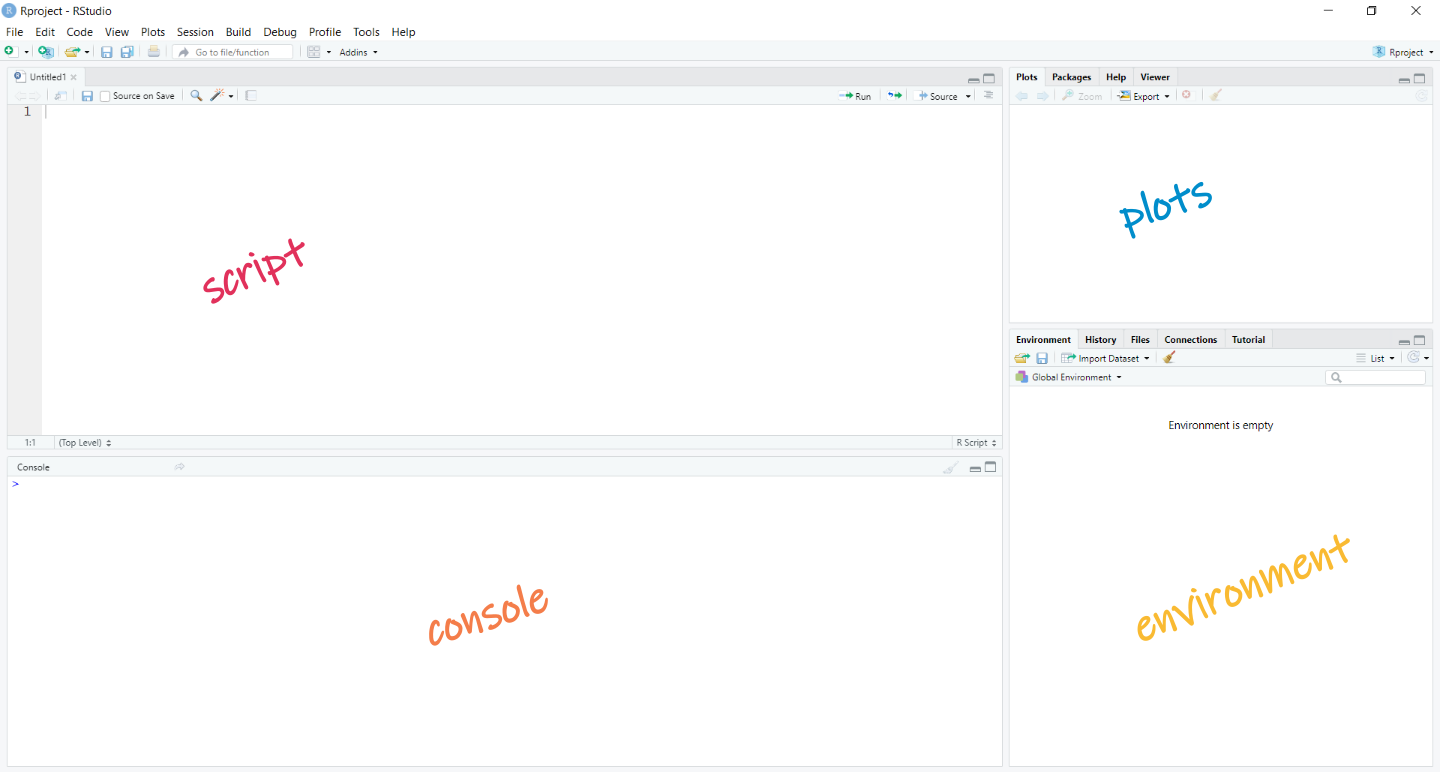 Rproject - RStudio
File Edit Code View Plots Session Build Debug Profile Tools Help
Go to file/function Addins Rproject
Untitled1
Source on Save Run Source
1
script
1:1 (Top Level) R Script
Console
>
console
Plots Packages Help Viewer
Zoom Export
plots
Environment History Files Connections Tutorial
Import Dataset List
Global Environment
Environment is empty
environment